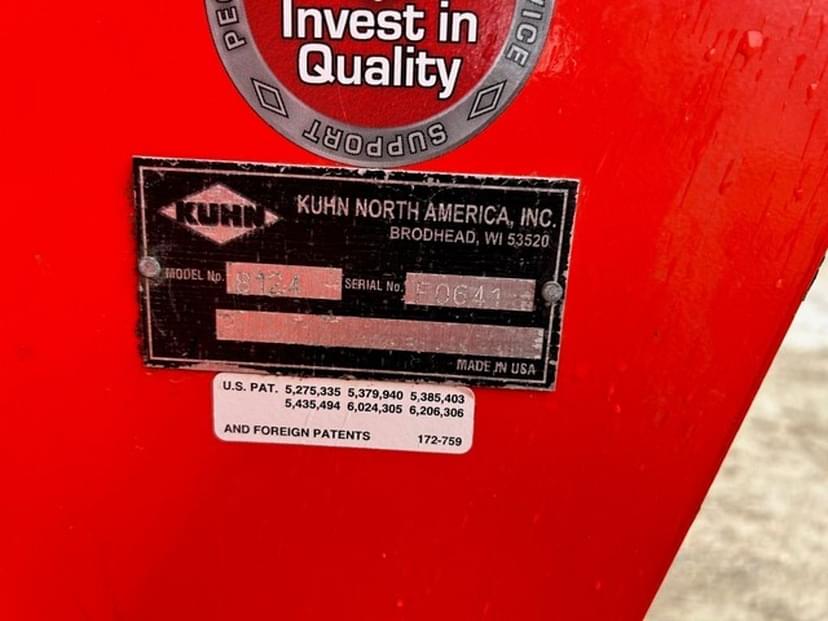 Invest in
Quality
SUPPORT
KUHN
KUHN NORTH AMERICA, INC.
BRODHEAD, WI 53520
MODEL No. 8124 SERIAL No. F0641
MADE IN USA
U.S. PAT. 5,275,335 5,379,940 5,385,403
5,435,494 6,024,305 6,206,306
AND FOREIGN PATENTS 172-759